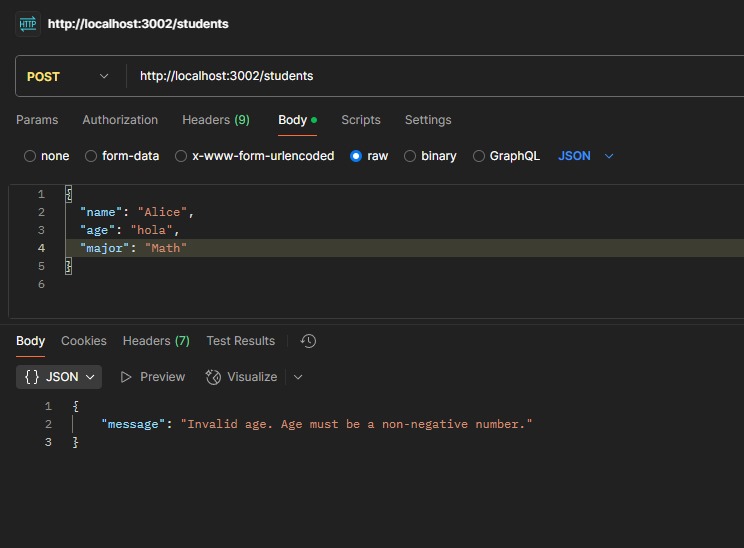 HTTP http://localhost:3002/students
POST http://localhost:3002/students
Params Authorization Headers (9) Body Scripts Settings
none form-data x-www-form-urlencoded raw binary GraphQL JSON
1 {
2 "name": "Alice",
3 "age": "hola",
4 "major": "Math"
5 }
6
Body Cookies Headers (7) Test Results
{} JSON Preview Visualize
1 {
2 "message": "Invalid age. Age must be a non-negative number."
3 }